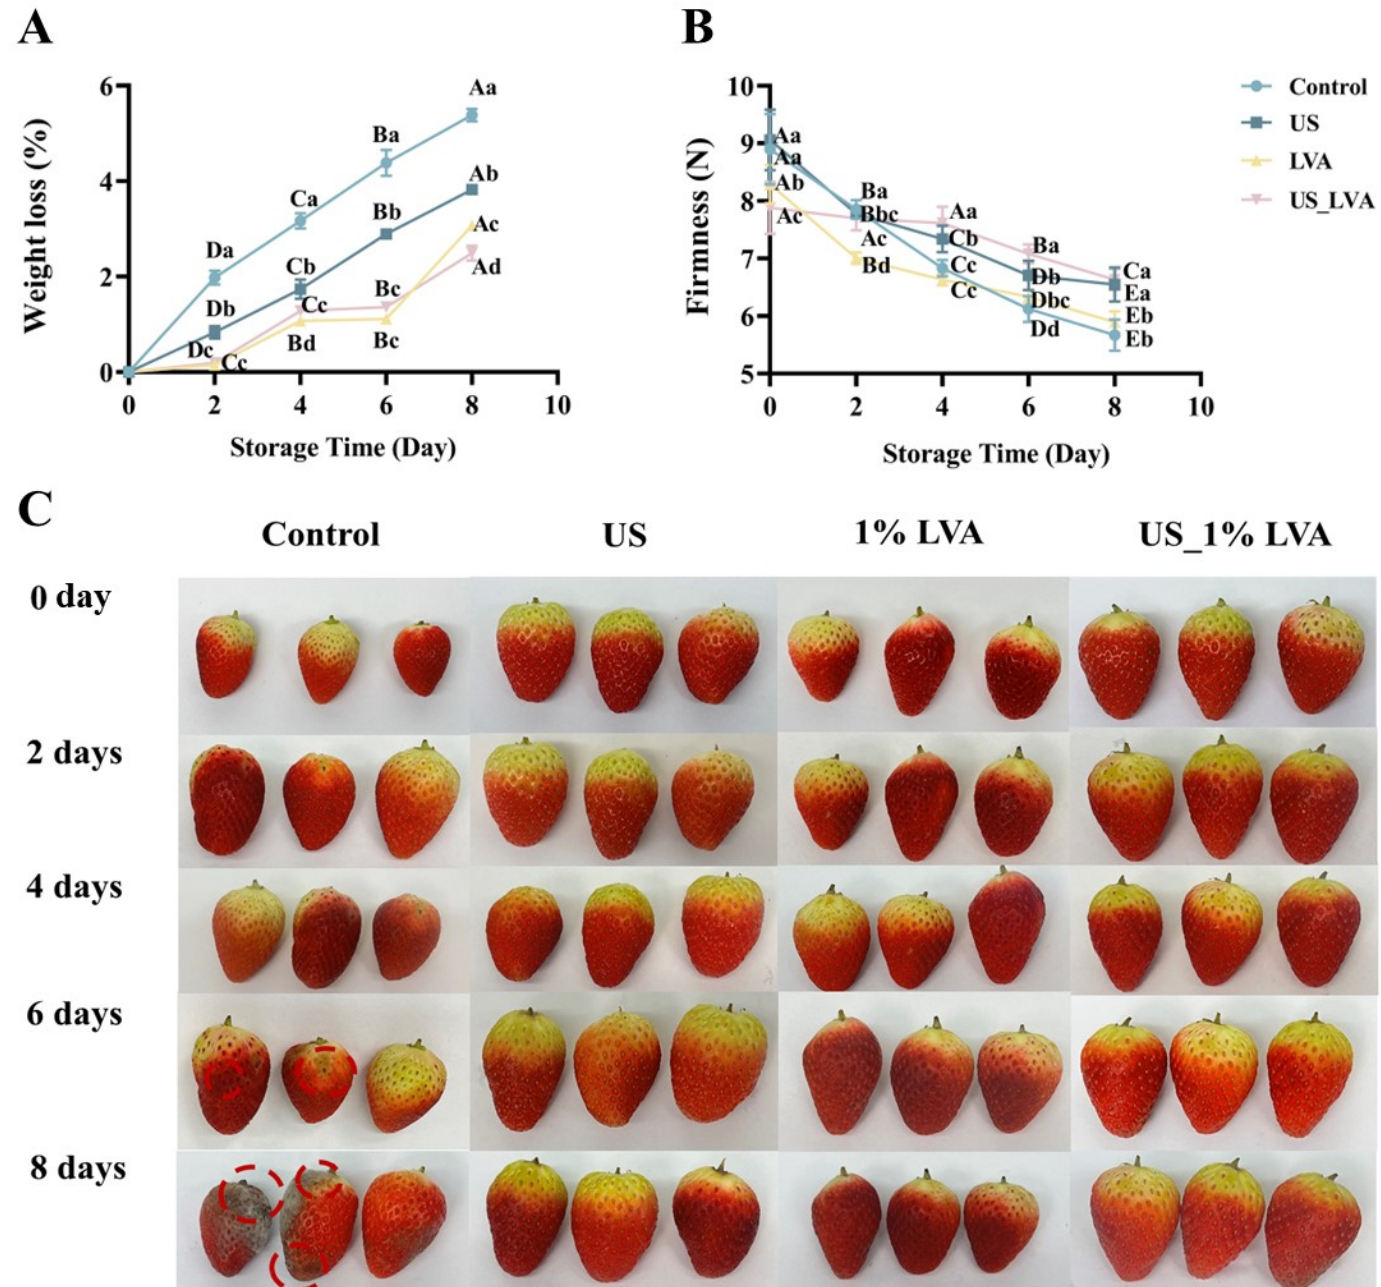 A
B
6
4
2
0
0
2
4
6
8
10
Weight loss (%)
Storage Time (Day)
Da
Ca
Ba
Aa
Db
Cb
Bb
Ab
Dc
Cc
Cc
Bd
Bc
Bc
Ac
Ad
10
9
8
7
6
5
0
2
4
6
8
10
Firmness (N)
Storage Time (Day)
Aa
Aa
Ab
Ac
Ba
Bbc
Ac
Bd
Aa
Cb
Cc
Cc
Ba
Db
Dbc
Dd
Ca
Ea
Eb
Eb
Control
US
LVA
US_LVA
C
Control
US
1% LVA
US_1% LVA
0 day
2 days
4 days
6 days
8 days